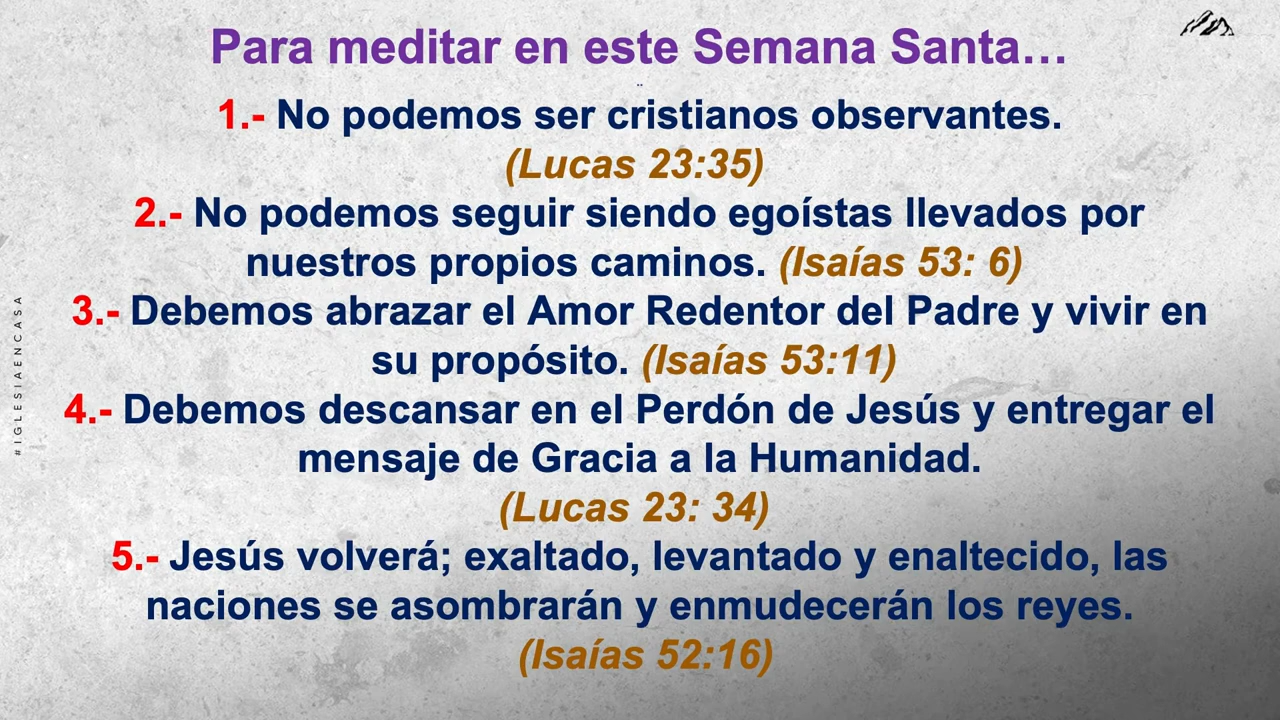 Para meditar en este Semana Santa...
1.- No podemos ser cristianos observantes.
(Lucas 23:35)
2.- No podemos seguir siendo egoístas llevados por
nuestros propios caminos. (Isaías 53: 6)
3.- Debemos abrazar el Amor Redentor del Padre y vivir en
su propósito. (Isaías 53:11)
4.- Debemos descansar en el Perdón de Jesús y entregar el
mensaje de Gracia a la Humanidad.
(Lucas 23: 34)
5.- Jesús volverá; exaltado, levantado y enaltecido, las
naciones se asombrarán y enmudecerán los reyes.
(Isaías 52:16)
#IGLESIAENCASA